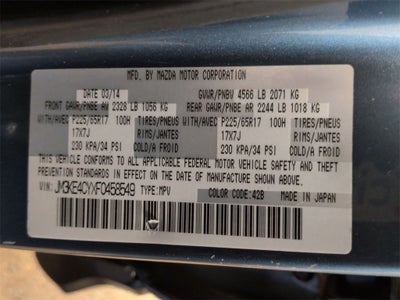 MFD. BY MAZDA MOTOR CORPORATION
DATE 03/14 GVWR/PNBV 4566 LB 2071 KG
FRONT GAWR/PNBE AV 2328 LB 1056 KG REAR GAWR/PNBE AR 2244 LB 1018 KG
WITH/AVEC P225/65R17 100H TIRES/PNEUS WITH/AVEC P225/65R17 100H TIRES/PNEUS
17X7J RIMS/JANTES 17X7J RIMS/JANTES
230 KPA/34 PSI COLD/A FROID 230 KPA/34 PSI COLD/A FROID
THIS VEHICLE CONFORMS TO ALL APPLICABLE FEDERAL MOTOR VEHICLE SAFETY AND THEFT
PREVENTION STANDARDS IN EFFECT ON THE DATE OF MANUFACTURE SHOWN ABOVE.
VIN: JM3KE4CYXF0458549 TYPE: MPV COLOR CODE: 42B MADE IN JAPAN